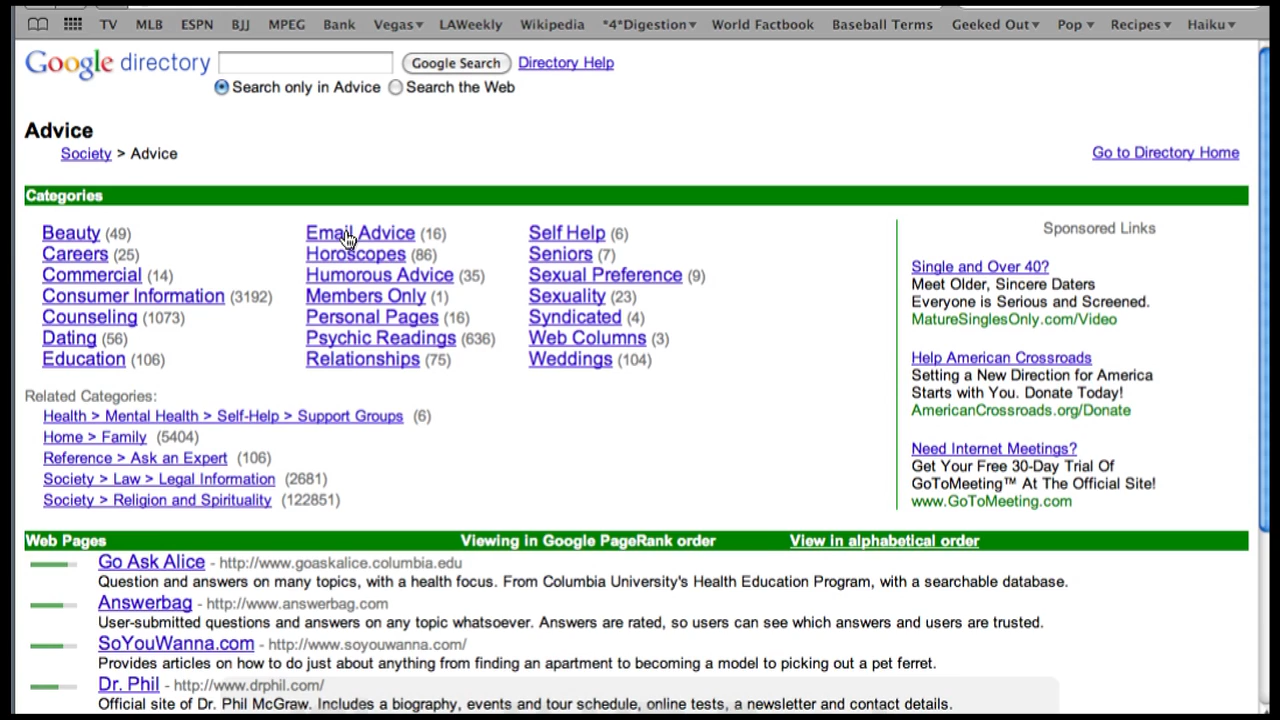 TV MLB ESPN BJJ MPEG Bank Vegas▾ LAWeekly Wikipedia *4*Digestion▾ World Factbook Baseball Terms Geeked Out▾ Pop ▾ Recipes▾ Haiku▾
Google directory Google Search Directory Help
Search only in Advice Search the Web
Advice
Society > Advice
Go to Directory Home
Categories
Beauty (49)
Careers (25)
Commercial (14)
Consumer Information (3192)
Counseling (1073)
Dating (56)
Education (106)
Email Advice (16)
Horoscopes (86)
Humorous Advice (35)
Members Only (1)
Personal Pages (16)
Psychic Readings (636)
Relationships (75)
Self Help (6)
Seniors (7)
Sexual Preference (9)
Sexuality (23)
Syndicated (4)
Web Columns (3)
Weddings (104)
Sponsored Links
Single and Over 40?
Meet Older, Sincere Daters
Everyone is Serious and Screened.
MatureSinglesOnly.com/Video
Help American Crossroads
Setting a New Direction for America
Starts with You. Donate Today!
AmericanCrossroads.org/Donate
Need Internet Meetings?
Get Your Free 30-Day Trial Of
GoToMeeting™ At The Official Site!
www.GoToMeeting.com
Related Categories:
Health > Mental Health > Self-Help > Support Groups (6)
Home > Family (5404)
Reference > Ask an Expert (106)
Society > Law > Legal Information (2681)
Society > Religion and Spirituality (122851)
Web Pages Viewing in Google PageRank order View in alphabetical order
Go Ask Alice - http://www.goaskalice.columbia.edu
Question and answers on many topics, with a health focus. From Columbia University's Health Education Program, with a searchable database.
Answerbag - http://www.answerbag.com
User-submitted questions and answers on any topic whatsoever. Answers are rated, so users can see which answers and users are trusted.
SoYouWanna.com - http://www.soyouwanna.com/
Provides articles on how to do just about anything from finding an apartment to becoming a model to picking out a pet ferret.
Dr. Phil - http://www.drphil.com/
Official site of Dr. Phil McGraw. Includes a biography, events and tour schedule, online tests, a newsletter and contact details.